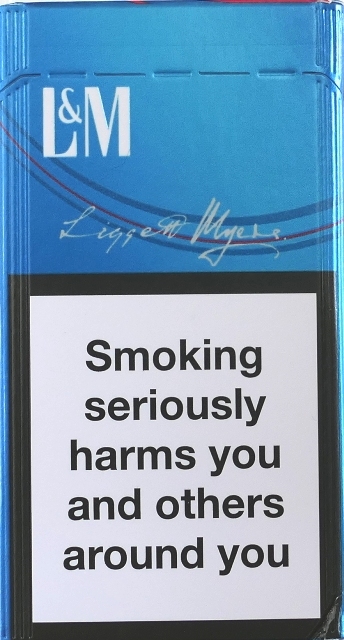 L&M
Liggett Myers.
Smoking
seriously
harms you
and others
around you